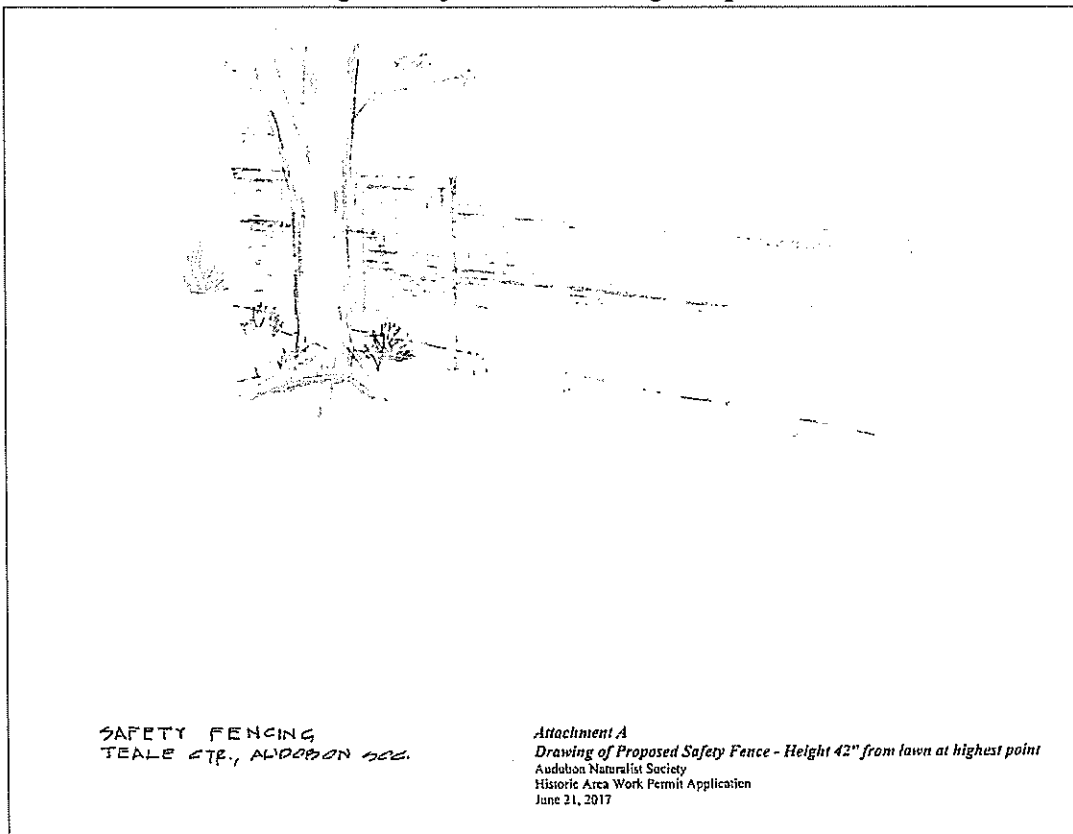 SAFETY FENCING
TEALE CTR., AUDOBON SOC.
Attachment A
Drawing of Proposed Safety Fence - Height 42" from lawn at highest point
Audubon Naturalist Society
Historic Area Work Permit Application
June 21, 2017